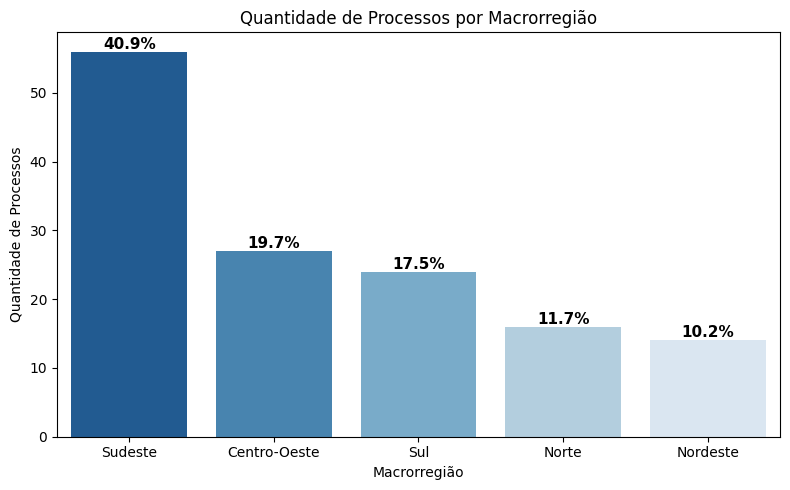 Quantidade de Processos por Macrorregião
Quantidade de Processos
50
40
30
20
10
0
40.9%
19.7%
17.5%
11.7%
10.2%
Sudeste
Centro-Oeste
Sul
Norte
Nordeste
Macrorregião